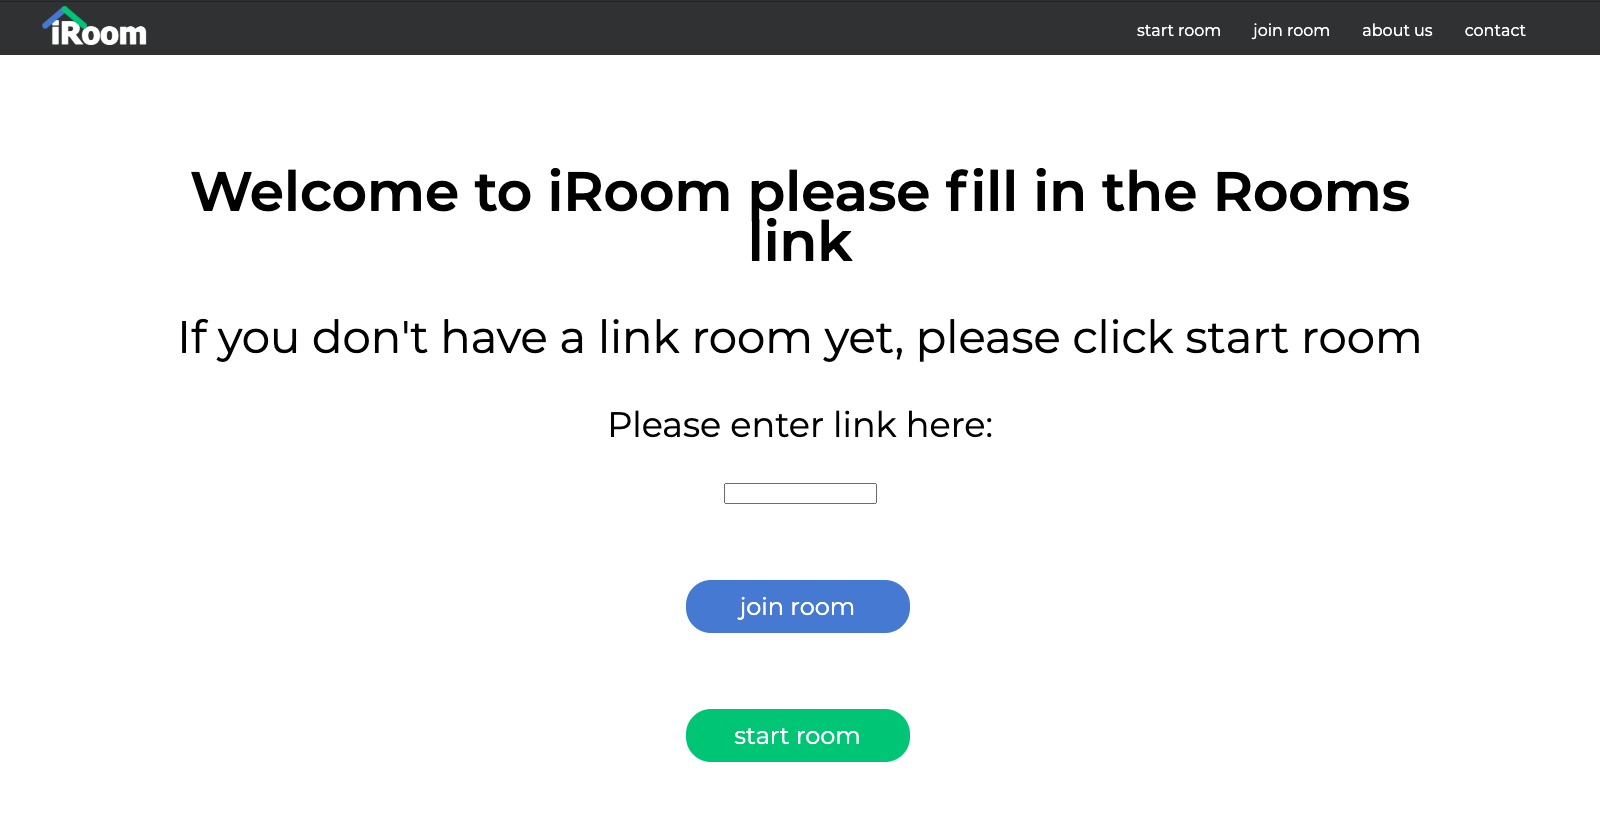 iRoom
start room
join room
about us
contact
Welcome to iRoom please fill in the Rooms
link
If you don't have a link room yet, please click start room
Please enter link here:
join room
start room